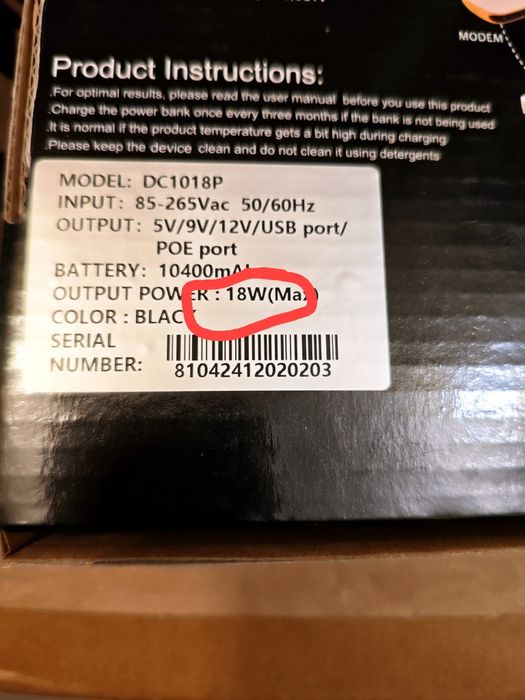 MODEM
Product Instructions:
.For optimal results, please read the user manual before you use this product
.Charge the power bank once every three months if the bank is not being used
.It is normal if the product temperature gets a bit high during charging
.Please keep the device clean and do not clean it using detergents
MODEL: DC1018P
INPUT: 85-265Vac 50/60Hz
OUTPUT: 5V/9V/12V/USB port/
POE port
BATTERY: 10400mAh
OUTPUT POWER : 18W(Max)
COLOR : BLACK
SERIAL
NUMBER:
81042412020203